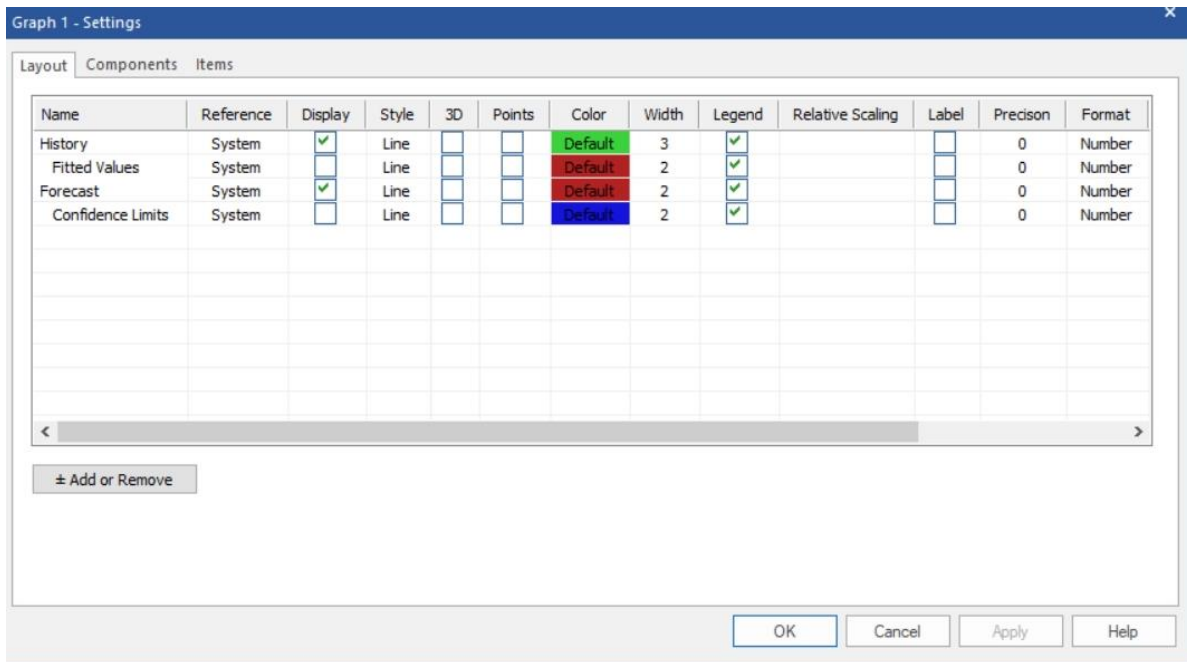 Graph 1 - Settings
Layout Components Items
Name Reference Display Style 3D Points Color Width Legend Relative Scaling Label Precison Format
History System Line Default 3 0 Number
Fitted Values System Line Default 2 0 Number
Forecast System Line Default 2 0 Number
Confidence Limits System Line Default 2 0 Number
± Add or Remove
OK Cancel Apply Help